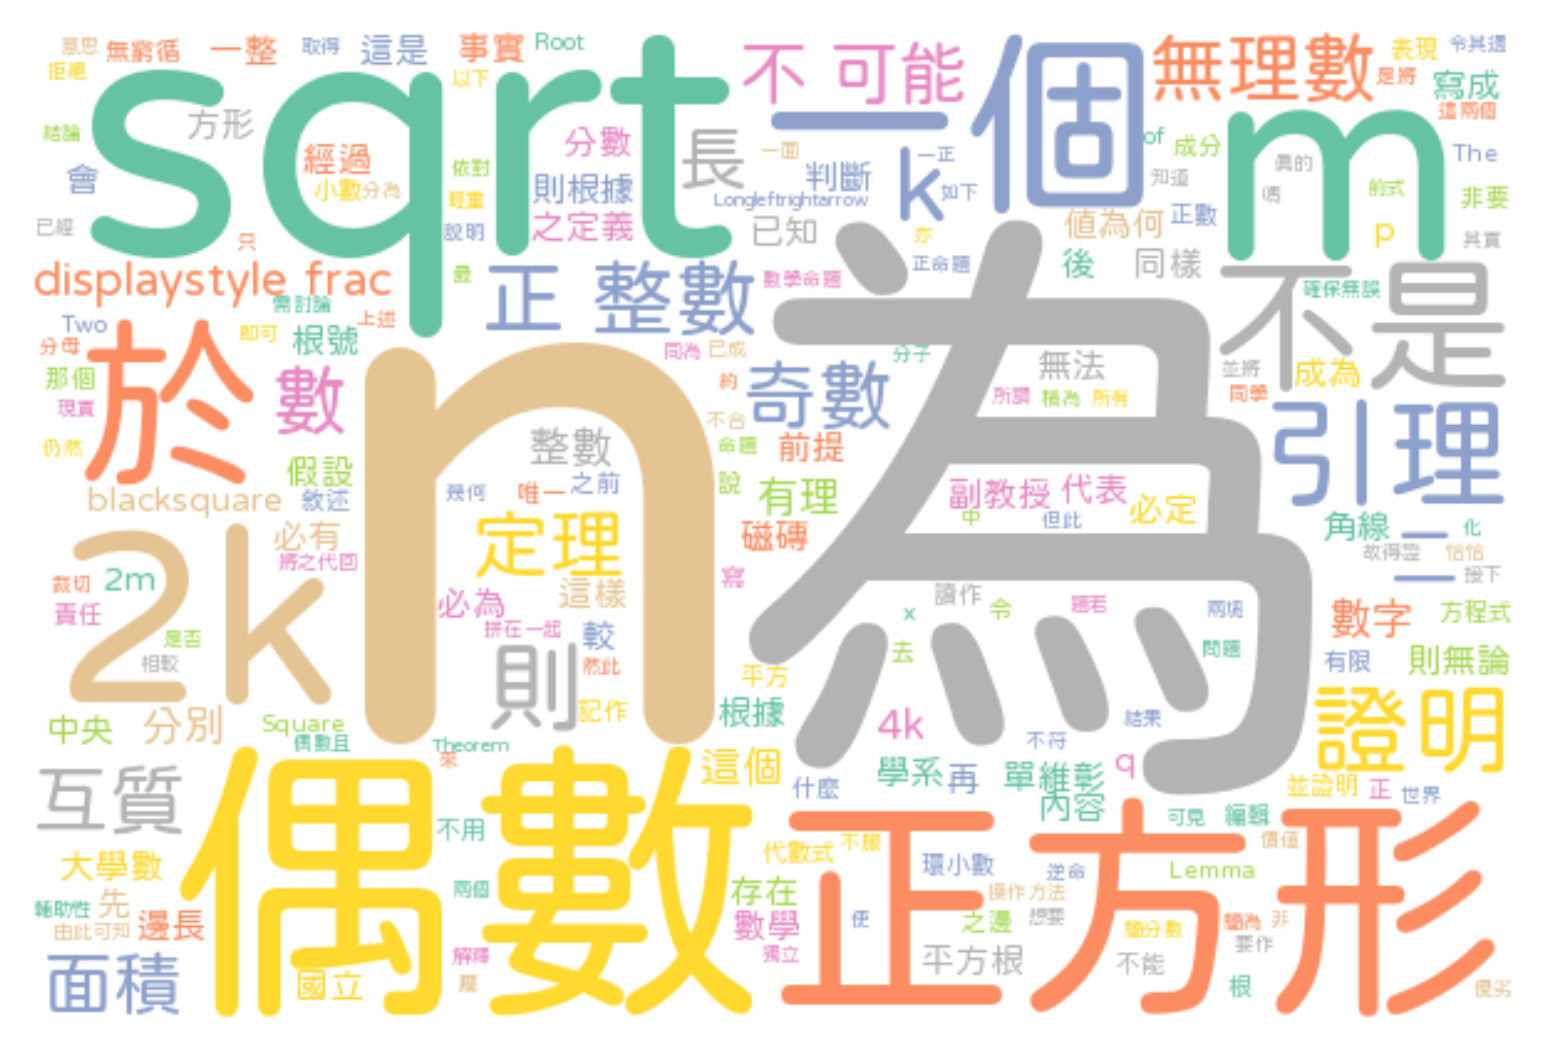 意思
無窮循
一整
取得
這是
事實
Root
不 可能
一個
無理數
表現
令其週
拒絕
以下
是將
寫成
sqrt
方形
結論
經過
分數
長
一面
k
一正
of
成分
m
真的
The
這兩個
會
小數
分為
依對
輕重
則根據
判斷
Longleftrightarrow
如下
知道
前式
非要
已經
只
說明
之定義
已知
亦
值為何
正數
p
其實
displaystyle frac
最
正 整數
數學命題
正命題
後
同樣
不是
需討論
確保無誤
Two
即可
上述
分母
根號
於
同為
已成
分子
為
無法
並將
成為
那個
數
n
約
奇數
所謂
積為
所有
同學
現實
不合
仍然
假設
整數
命題
前提
引理
blacksquare
敘述
幾何
唯一
之前
說
有理
副教授
代表
必定
2k
必有
定理
磁磚
中
但此
角線
二
化
將之代回
故得證
恰恰
裁切
2m
寫
一
接下
責任
必為
這樣
讀作
x
令
題若
兩塊
數字
方程式
是否
拼在一起
較
相較
則
然此
去
問題
有限
則無論
平方
記作
根據
4k
結果
證明
中央
分別
Square
偶數且
Theorem
來
不符
互質
偶數
這個
什麼
學系
再
單維彰
q
並證明
正
世界
內容
不用
正方形
可見
編輯
大學數
代數式
不服
環小數
逆命
Lemma
價值
兩個
存在
操作
方法
輔助性
先
由此可知
邊長
數學
便
之邊
想要
簡分數
簡為
非
要作
面積
國立
解釋
屬
獨立
平方根
不能
根
優劣